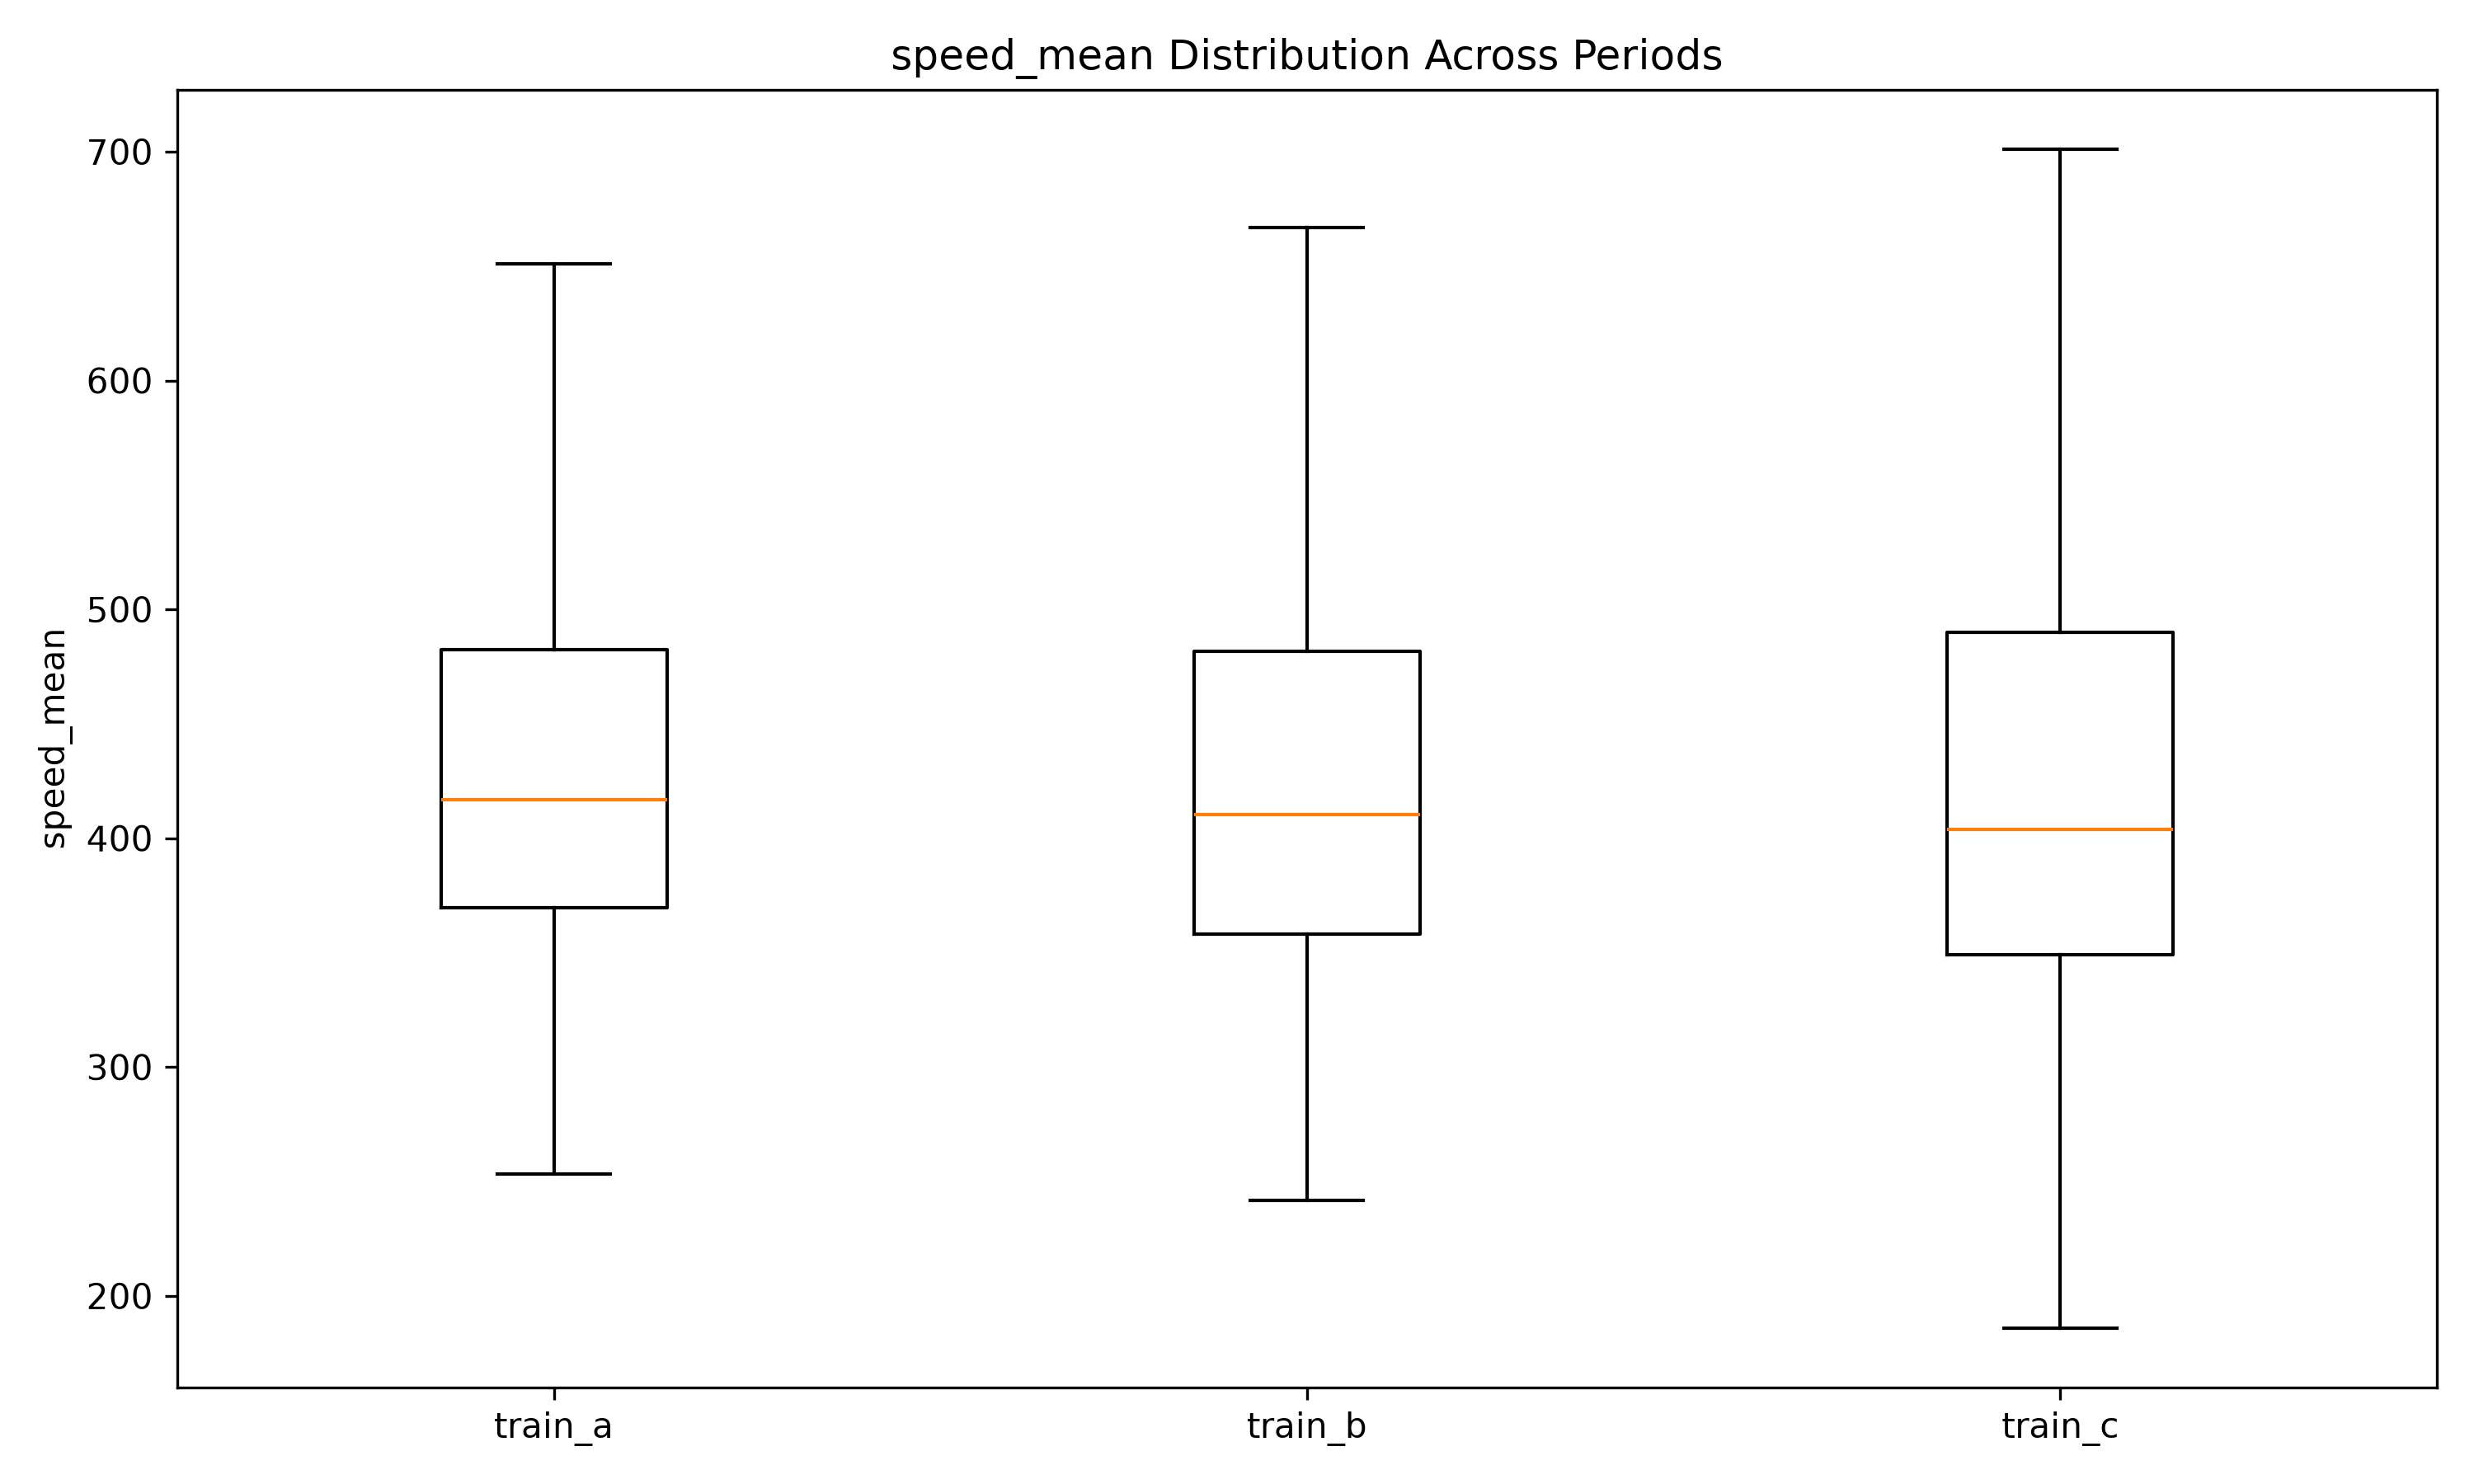 speed_mean Distribution Across Periods
speed_mean
700
600
500
400
300
200
train_a
train_b
train_c